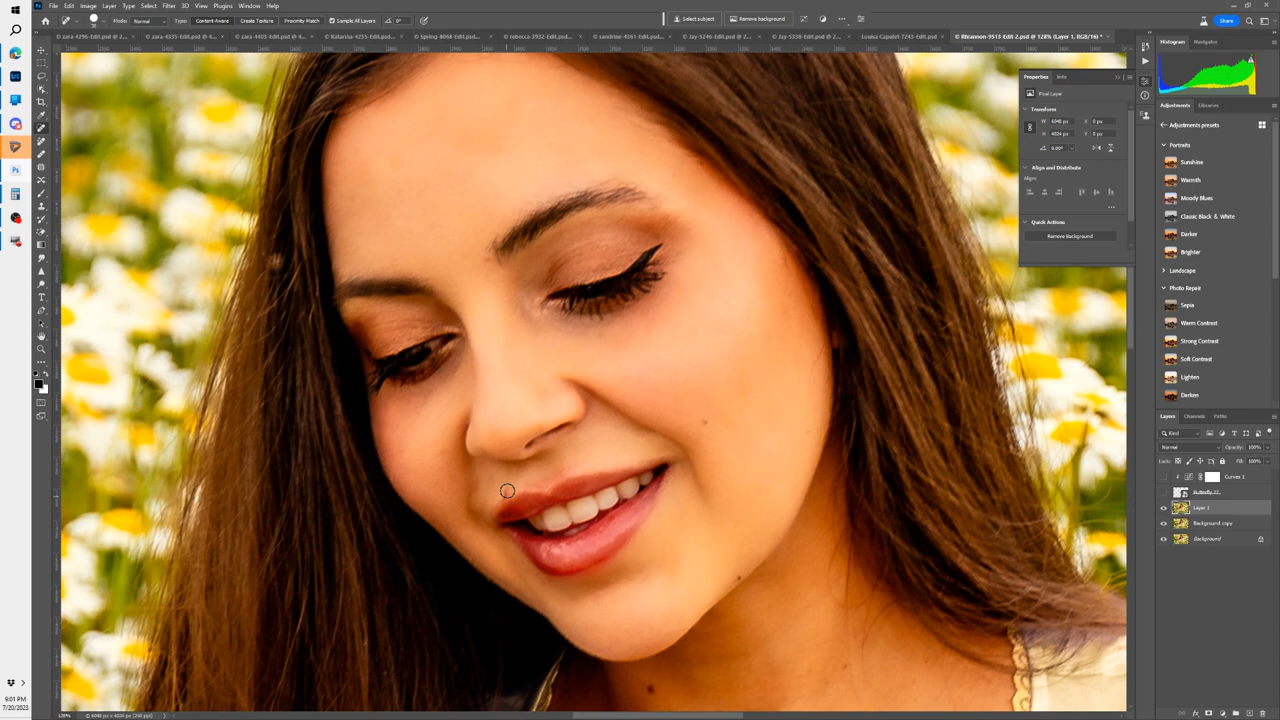 File Edit Image Layer Type Select Filter 3D View Plugins Window Help
Mode: Normal Type: Content-Aware Create Texture Proximity Match Sample All Layers 0° Select subject Remove background Share
© zara-4296-Edit.psd @ 2... × © zara-4335-Edit.psd @ 4... × © zara-4403-Edit.psd @ 4... × © Katarina-4255-Edit.psd... × © Spring-8068-Edit.psd... × © rebecca-3932-Edit.psd... × © sandrine-4561-Edit.psd... × © Jay-5246-Edit.psd @ 2... × © Jay-5338-Edit.psd @ 2... × Louisa Capulet-7243-Edit.psd × © Rhiannon-9513-Edit-2.psd @ 128% (Layer 1, RGB/16) * ×
Histogram Navigator
Properties Info
Pixel Layer
Transform
W 6048 px X 0 px
H 4024 px Y 0 px
0.00°
Align and Distribute
Align:
Quick Actions
Remove Background
Adjustments Libraries
Adjustments presets
Portraits
Sunshine
Warmth
Moody Blues
Classic Black & White
Darker
Brighter
Landscape
Photo Repair
Sepia
Warm Contrast
Strong Contrast
Soft Contrast
Lighten
Darken
Layers Channels Paths
Kind
Normal Opacity: 100%
Lock: Fill: 100%
Curves 1
Layer 1
Background copy
Background
9:01 PM
7/20/2023
128% 6048 px x 4024 px (240 ppi)